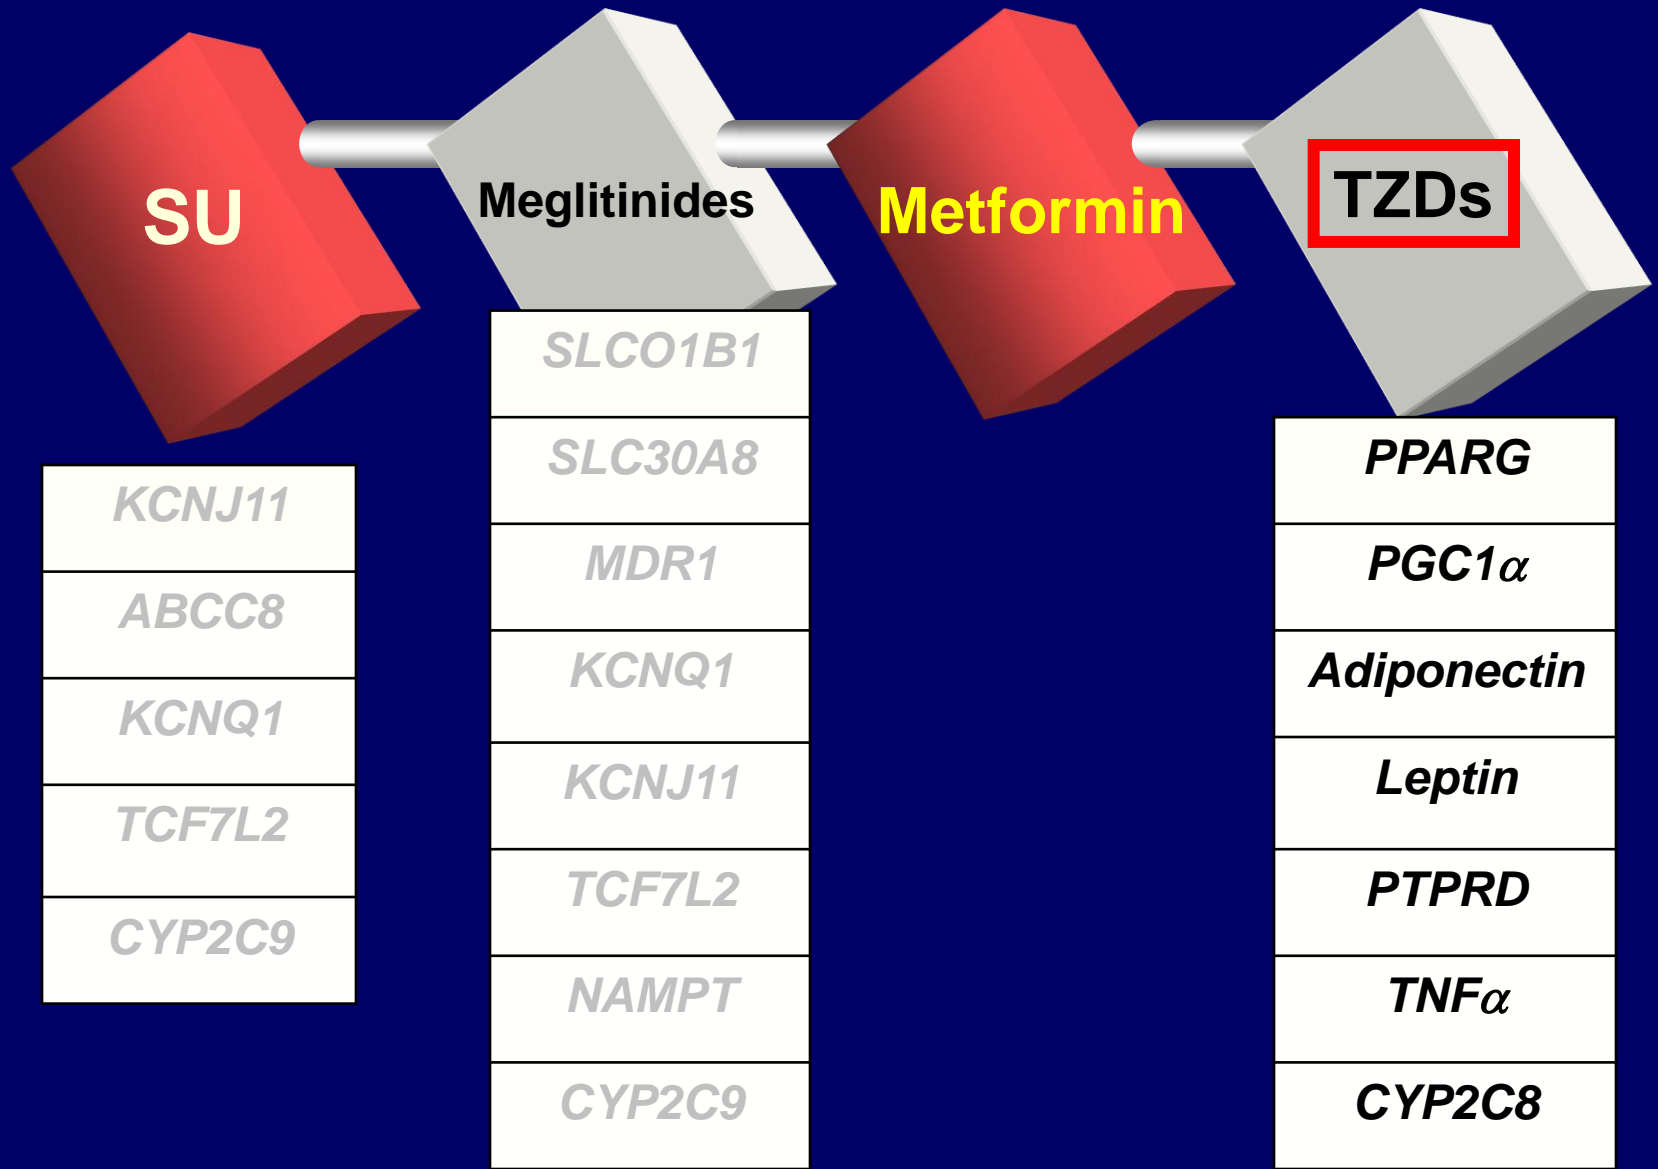 SU
Meglitinides
Metformin
TZDs
KCNJ11
ABCC8
KCNQ1
TCF7L2
CYP2C9
SLCO1B1
SLC30A8
MDR1
KCNQ1
KCNJ11
TCF7L2
NAMPT
CYP2C9
PPARG
PGC1α
Adiponectin
Leptin
PTPRD
TNFα
CYP2C8